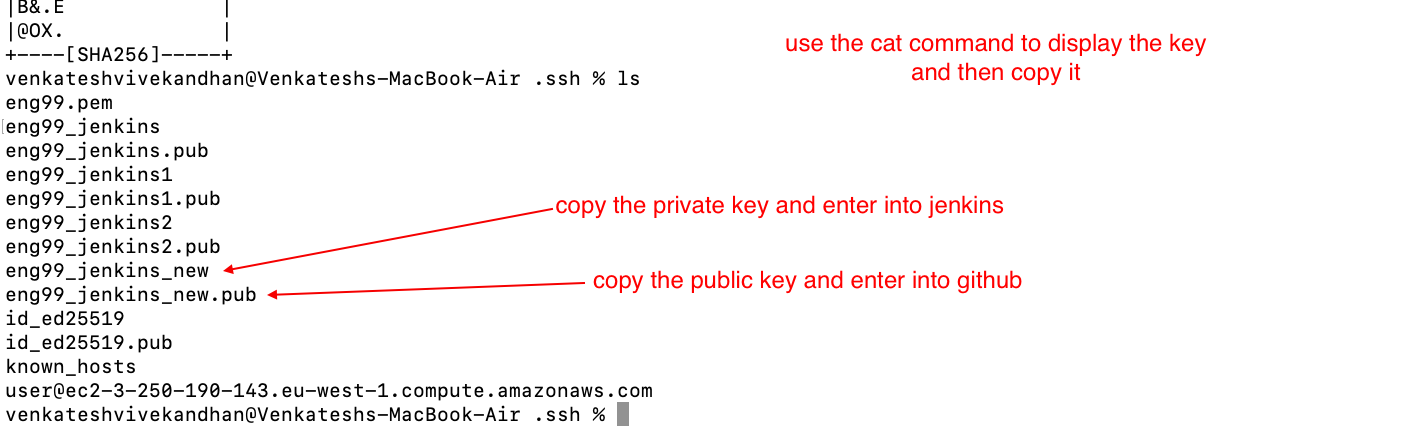 |B&.E             |
|@OX.             |
+----[SHA256]-----+
use the cat command to display the key
and then copy it
venkateshvivekandhan@Venkateshs-MacBook-Air .ssh % ls
eng99.pem
eng99_jenkins
eng99_jenkins.pub
eng99_jenkins1
eng99_jenkins1.pub
copy the private key and enter into jenkins
eng99_jenkins2
eng99_jenkins2.pub
eng99_jenkins_new
copy the public key and enter into github
eng99_jenkins_new.pub
id_ed25519
id_ed25519.pub
known_hosts
user@ec2-3-250-190-143.eu-west-1.compute.amazonaws.com
venkateshvivekandhan@Venkateshs-MacBook-Air .ssh %